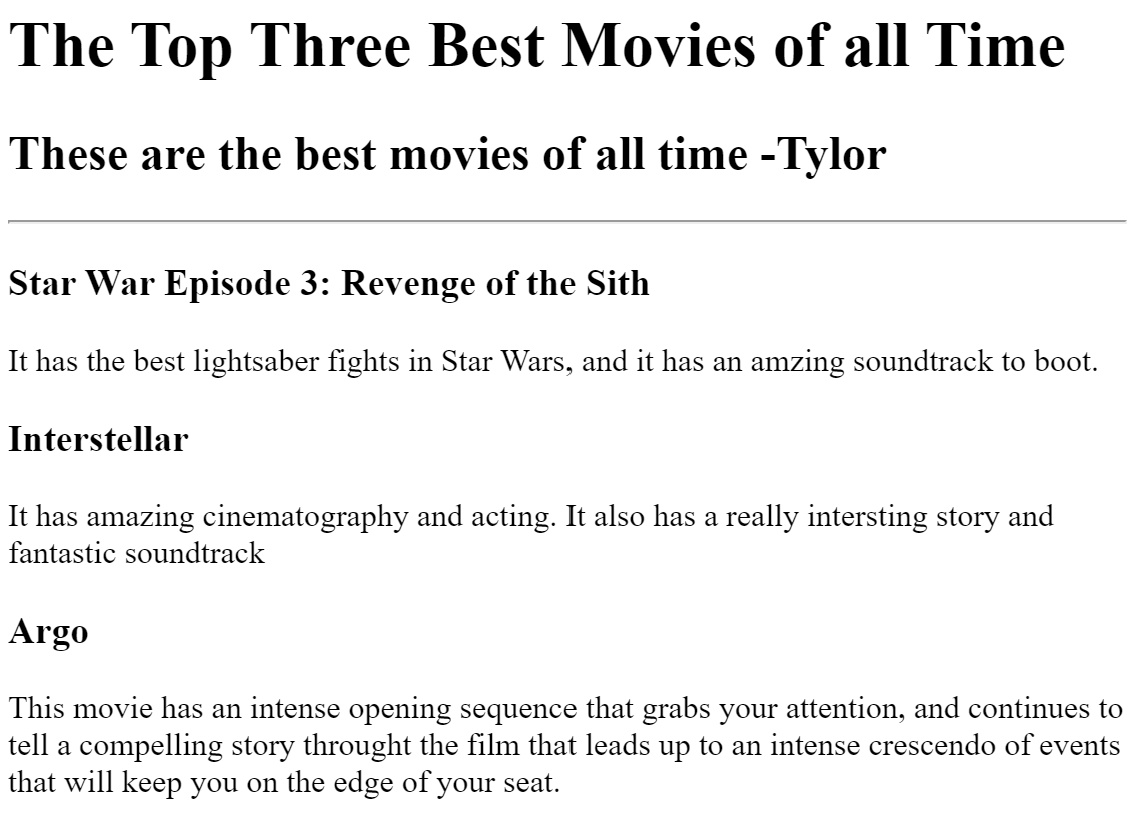 The Top Three Best Movies of all Time
These are the best movies of all time -Tylor
Star War Episode 3: Revenge of the Sith
It has the best lightsaber fights in Star Wars, and it has an amzing soundtrack to boot.
Interstellar
It has amazing cinematography and acting. It also has a really intersting story and
fantastic soundtrack
Argo
This movie has an intense opening sequence that grabs your attention, and continues to
tell a compelling story throught the film that leads up to an intense crescendo of events
that will keep you on the edge of your seat.